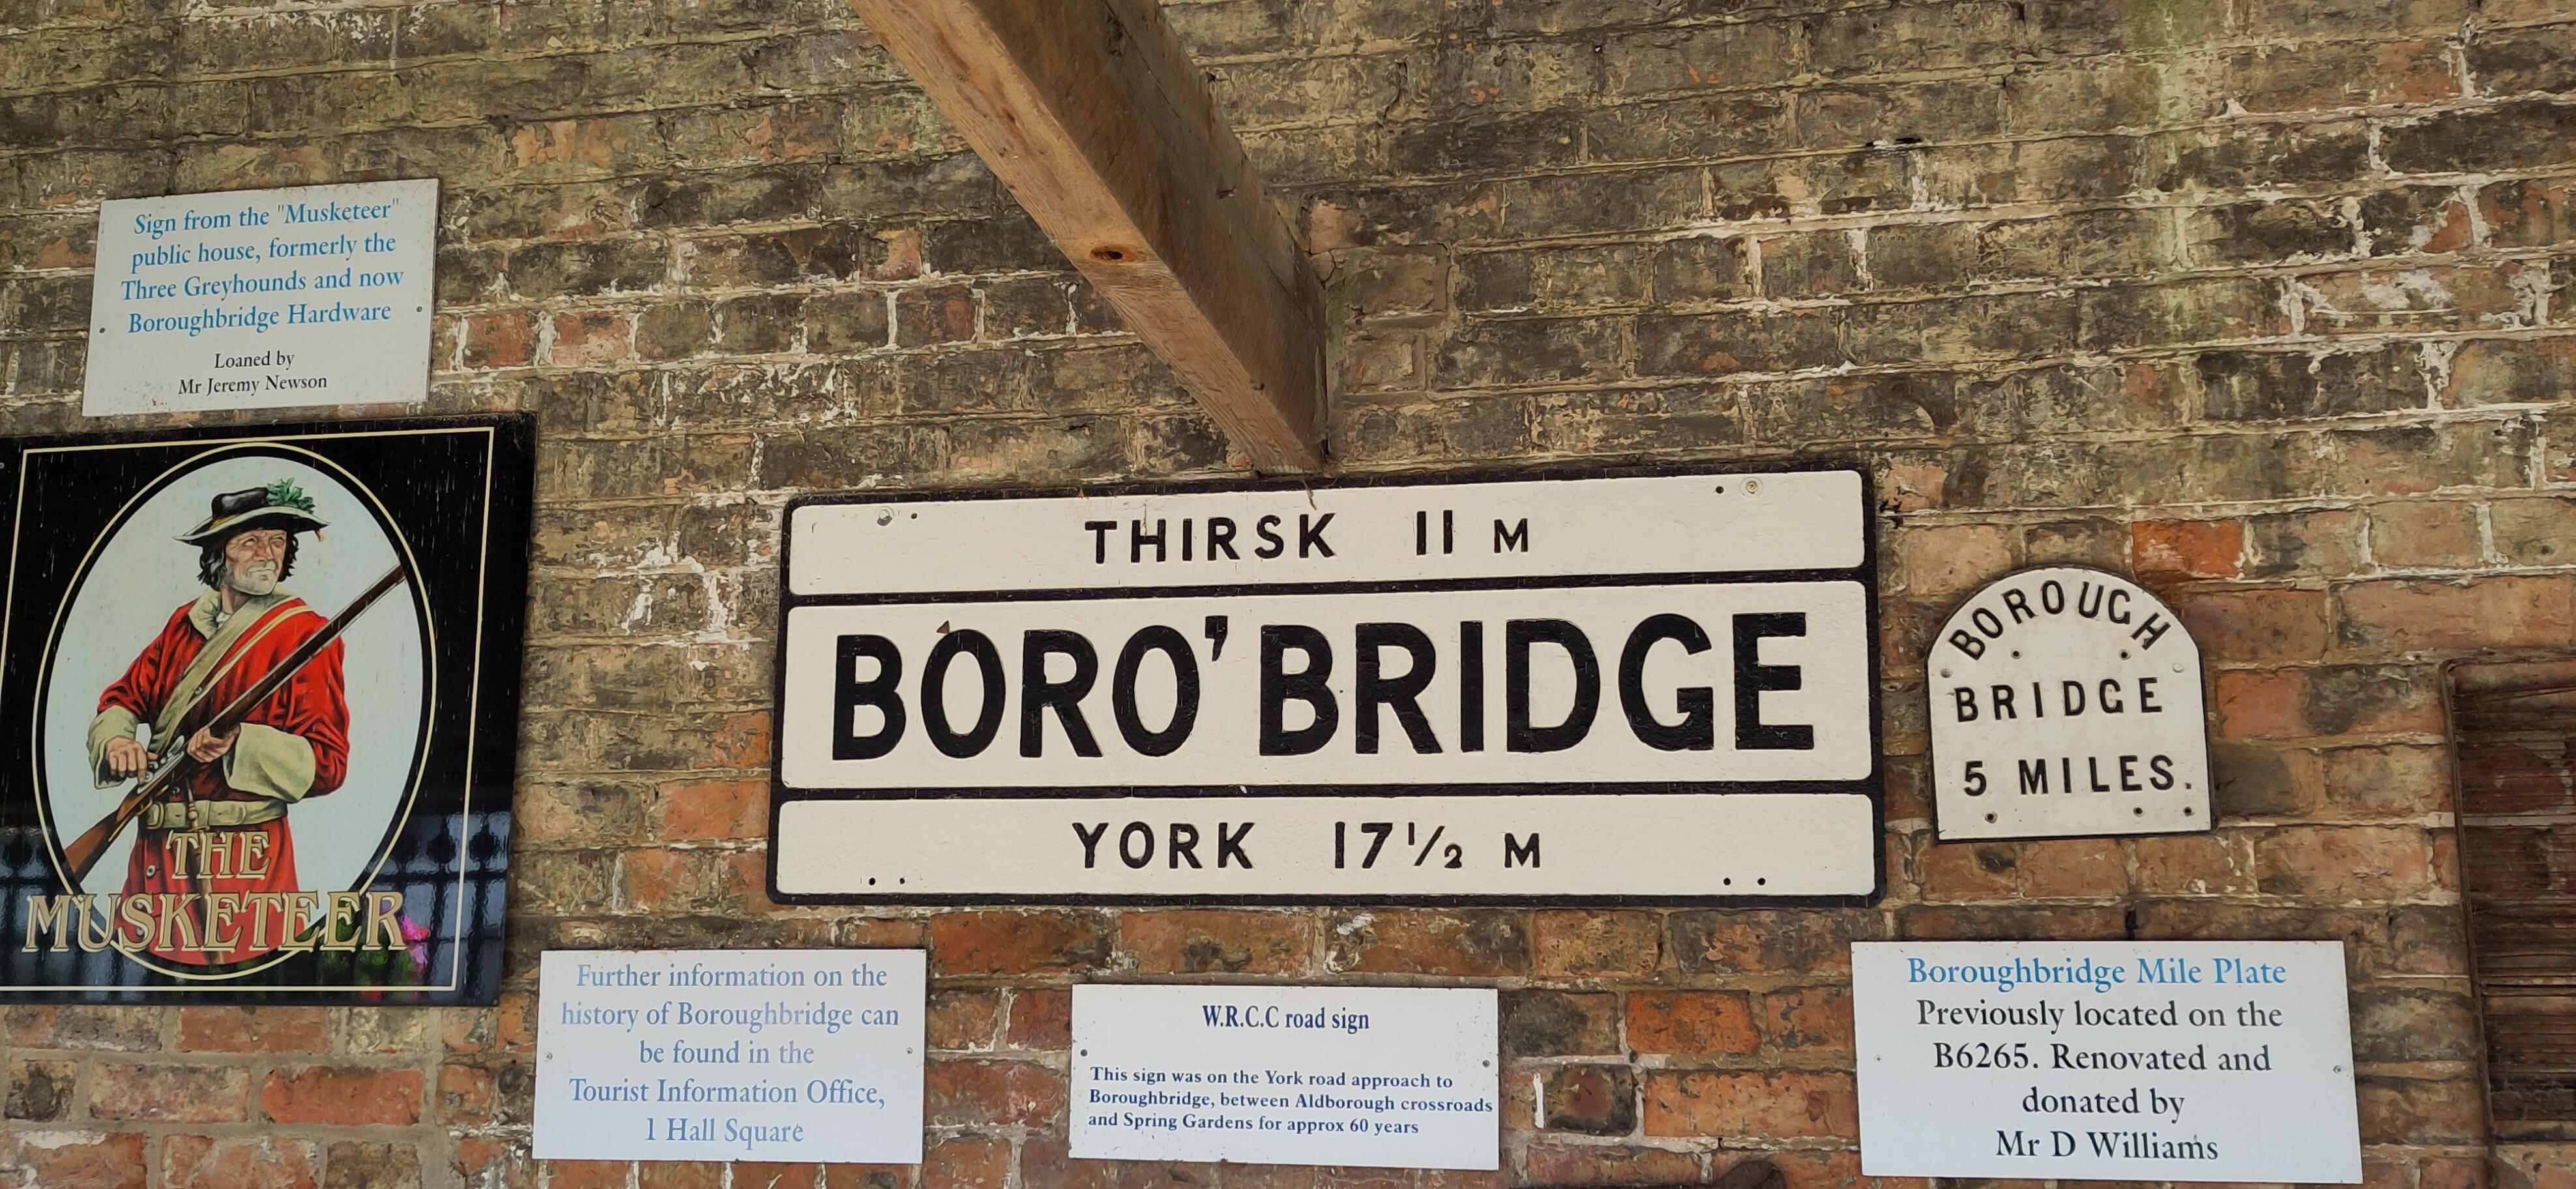 Sign from the "Musketeer"
public house, formerly the
Three Greyhounds and now
Boroughbridge Hardware
Loaned by
Mr Jeremy Newson
THE
MUSKETEER
THIRSK 11 M
BORO'BRIDGE
YORK 17½ M
BOROUGH
BRIDGE
5 MILES.
Further information on the
history of Boroughbridge can
be found in the
Tourist Information Office,
1 Hall Square
W.R.C.C road sign
This sign was on the York road approach to
Boroughbridge, between Aldborough crossroads
and Spring Gardens for approx 60 years
Boroughbridge Mile Plate
Previously located on the
B6265. Renovated and
donated by
Mr D Williams